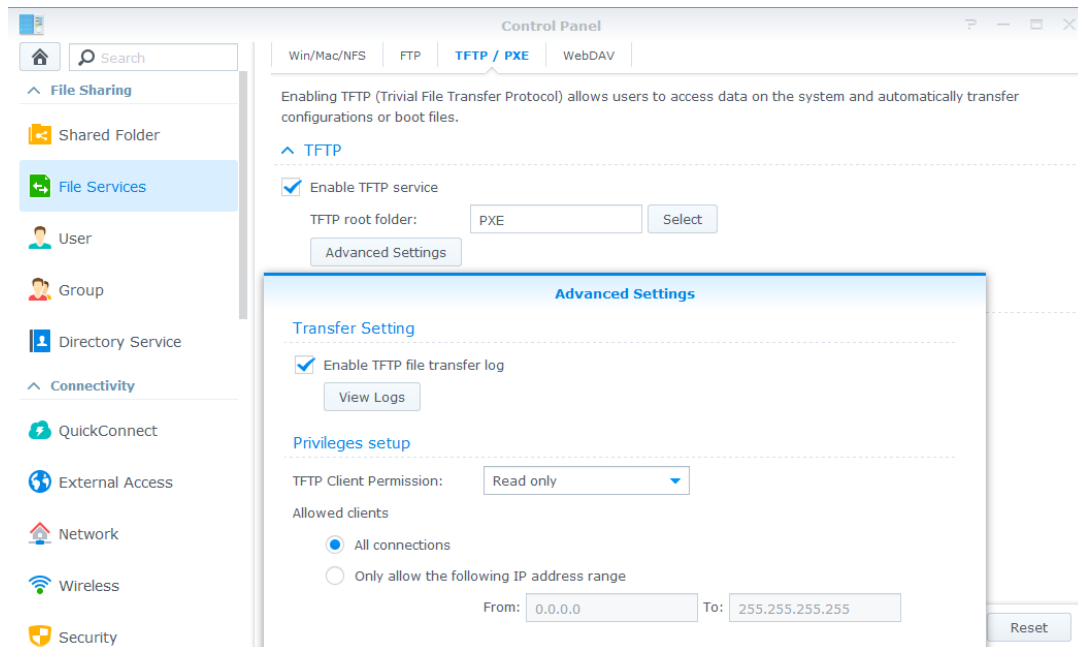 Control Panel
Search
Win/Mac/NFS FTP TFTP / PXE WebDAV
File Sharing
Shared Folder
File Services
User
Group
Directory Service
Connectivity
QuickConnect
External Access
Network
Wireless
Security
Enabling TFTP (Trivial File Transfer Protocol) allows users to access data on the system and automatically transfer
configurations or boot files.
TFTP
Enable TFTP service
TFTP root folder: PXE Select
Advanced Settings
Advanced Settings
Transfer Setting
Enable TFTP file transfer log
View Logs
Privileges setup
TFTP Client Permission: Read only
Allowed clients
All connections
Only allow the following IP address range
From: 0.0.0.0 To: 255.255.255.255
Reset